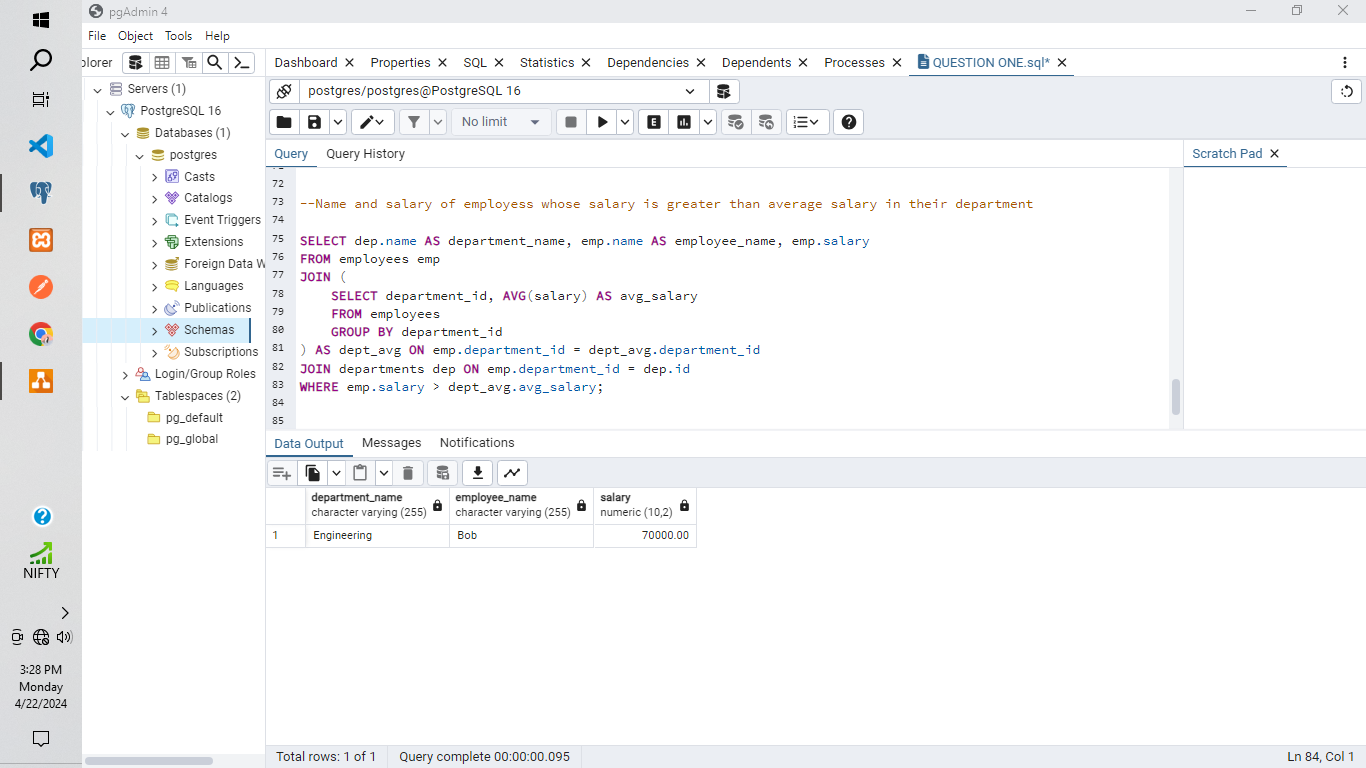 pgAdmin 4
File Object Tools Help
plorer
Dashboard Properties SQL Statistics Dependencies Dependents Processes QUESTION ONE.sql*
postgres/postgres@PostgreSQL 16
No limit
E
Query Query History
Scratch Pad
72
73 --Name and salary of employess whose salary is greater than average salary in their department
74
75 SELECT dep.name AS department_name, emp.name AS employee_name, emp.salary
76 FROM employees emp
77 JOIN (
78 SELECT department_id, AVG(salary) AS avg_salary
79 FROM employees
80 GROUP BY department_id
81 ) AS dept_avg ON emp.department_id = dept_avg.department_id
82 JOIN departments dep ON emp.department_id = dep.id
83 WHERE emp.salary > dept_avg.avg_salary;
84
85
Servers (1)
PostgreSQL 16
Databases (1)
postgres
Casts
Catalogs
Event Triggers
Extensions
Foreign Data W
Languages
Publications
Schemas
Subscriptions
Login/Group Roles
Tablespaces (2)
pg_default
pg_global
Data Output Messages Notifications
department_name employee_name salary
character varying (255) character varying (255) numeric (10,2)
1 Engineering Bob 70000.00
Total rows: 1 of 1 Query complete 00:00:00.095 Ln 84, Col 1
NIFTY
3:28 PM
Monday
4/22/2024